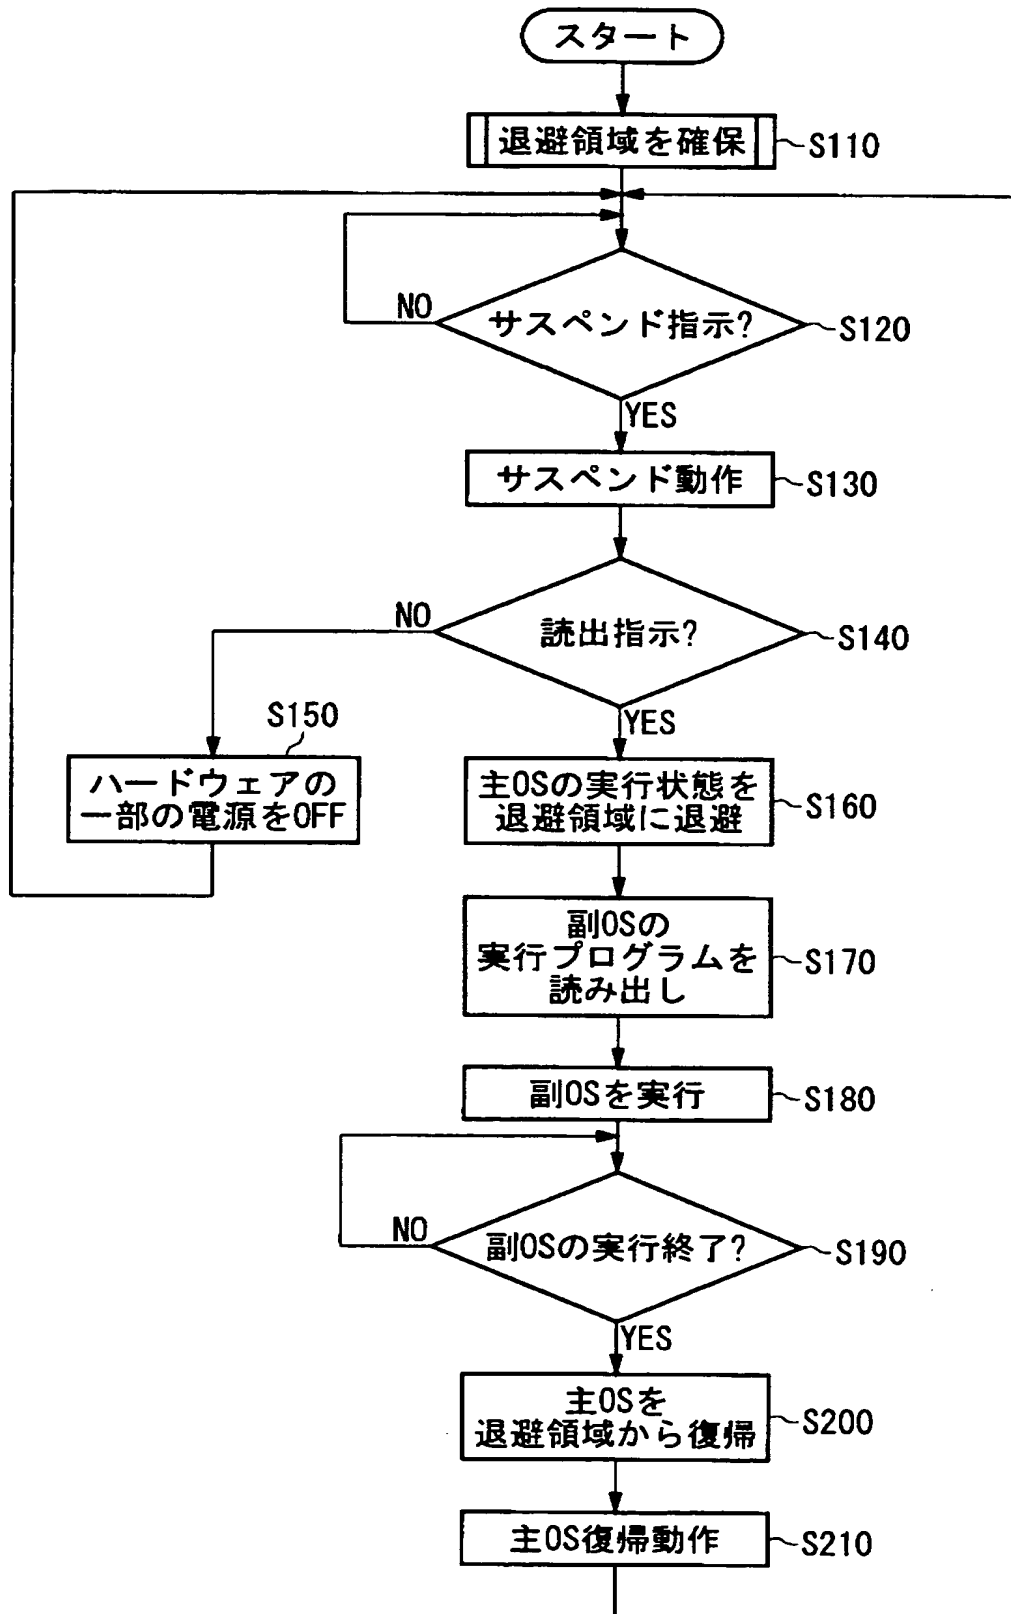 スタート
退避領域を確保
S110
NO
サスペンド指示?
S120
YES
サスペンド動作
S130
NO
読出指示?
S140
YES
S150
ハードウェアの
一部の電源をOFF
主OSの実行状態を
退避領域に退避
S160
副OSの
実行プログラムを
読み出し
S170
副OSを実行
S180
NO
副OSの実行終了?
S190
YES
主OSを
退避領域から復帰
S200
主OS復帰動作
S210